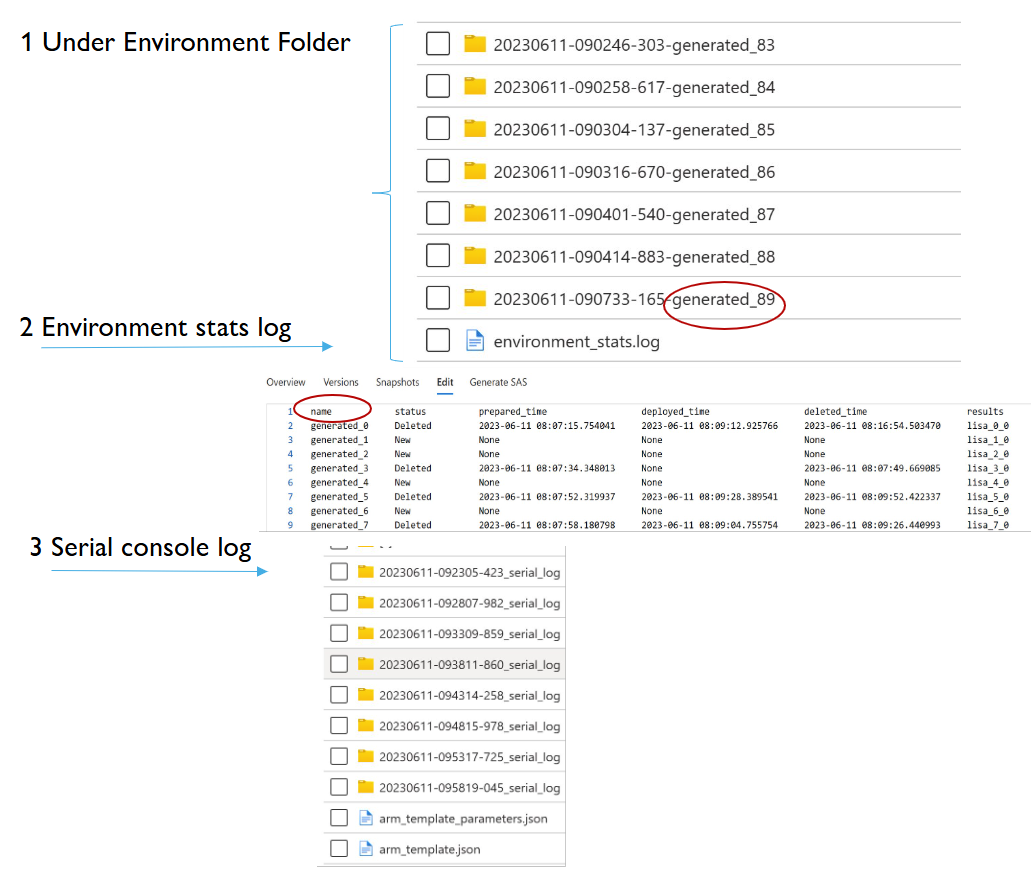 1 Under Environment Folder
20230611-090246-303-generated_83
20230611-090258-617-generated_84
20230611-090304-137-generated_85
20230611-090316-670-generated_86
20230611-090401-540-generated_87
20230611-090414-883-generated_88
20230611-090733-165-generated_89
environment_stats.log
2 Environment stats log
Overview Versions Snapshots Edit Generate SAS
1 name status prepared_time deployed_time deleted_time results
2 generated_0 Deleted 2023-06-11 08:07:15.754041 2023-06-11 08:09:12.925766 2023-06-11 08:16:54.503470 lisa_0_0
3 generated_1 New None None None lisa_1_0
4 generated_2 New None None None lisa_2_0
5 generated_3 Deleted 2023-06-11 08:07:34.348013 None 2023-06-11 08:07:49.669085 lisa_3_0
6 generated_4 New None None None lisa_4_0
7 generated_5 Deleted 2023-06-11 08:07:52.319937 2023-06-11 08:09:28.389541 2023-06-11 08:09:52.422337 lisa_5_0
8 generated_6 New None None None lisa_6_0
9 generated_7 Deleted 2023-06-11 08:07:58.180798 2023-06-11 08:09:04.755754 2023-06-11 08:09:26.440993 lisa_7_0
3 Serial console log
20230611-092305-423_serial_log
20230611-092807-982_serial_log
20230611-093309-859_serial_log
20230611-093811-860_serial_log
20230611-094314-258_serial_log
20230611-094815-978_serial_log
20230611-095317-725_serial_log
20230611-095819-045_serial_log
arm_template_parameters.json
arm_template.json